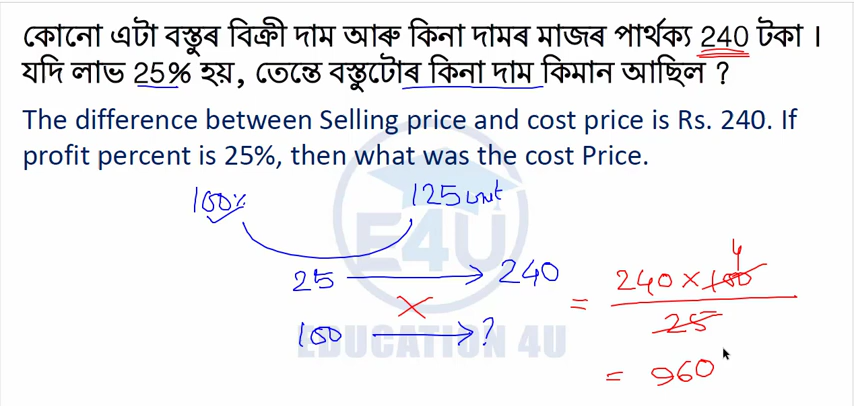 কোনো এটা বস্তুৰ বিক্ৰী দাম আৰু কিনা দামৰ মাজৰ পাৰ্থক্য 240 টকা ।
যদি লাভ 25% হয়, তেন্তে বস্তুটোৰ কিনা দাম কিমান আছিল ?
The difference between Selling price and cost price is Rs. 240. If
profit percent is 25%, then what was the cost Price.
100% 125 unit
E4U
25 → 240
100 → ?
EDUCATION 4U
4
= 240 × 100
25
= 960